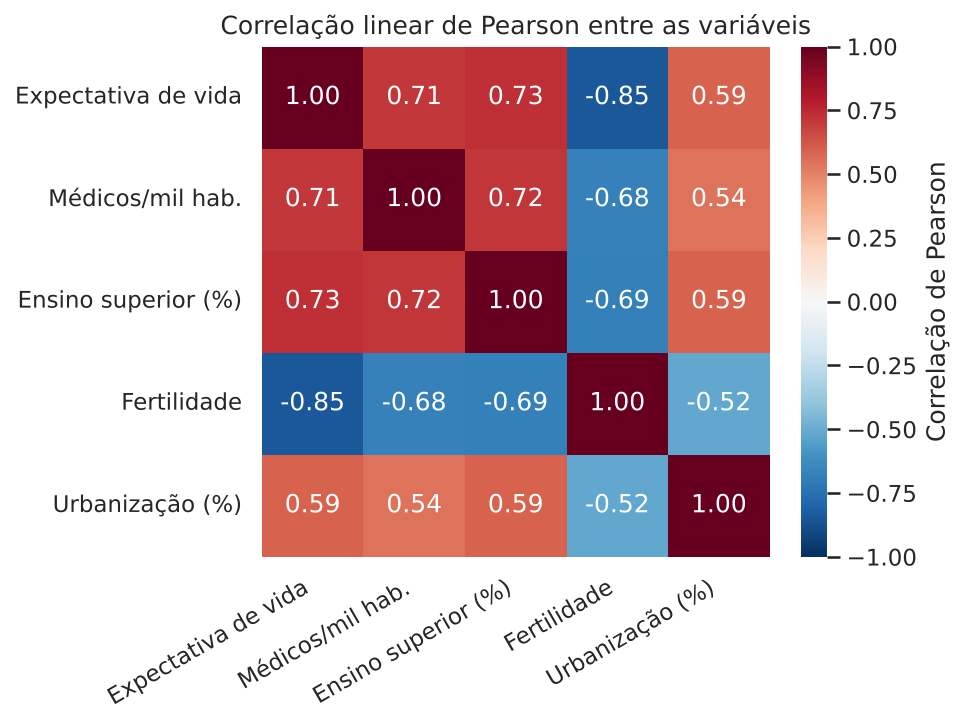 Correlação linear de Pearson entre as variáveis
Expectativa de vida 1.00 0.71 0.73 -0.85 0.59
Médicos/mil hab. 0.71 1.00 0.72 -0.68 0.54
Ensino superior (%) 0.73 0.72 1.00 -0.69 0.59
Fertilidade -0.85 -0.68 -0.69 1.00 -0.52
Urbanização (%) 0.59 0.54 0.59 -0.52 1.00
Expectativa de vida
Médicos/mil hab.
Ensino superior (%)
Fertilidade
Urbanização (%)
1.00
0.75
0.50
0.25
0.00
−0.25
−0.50
−0.75
−1.00
Correlação de Pearson